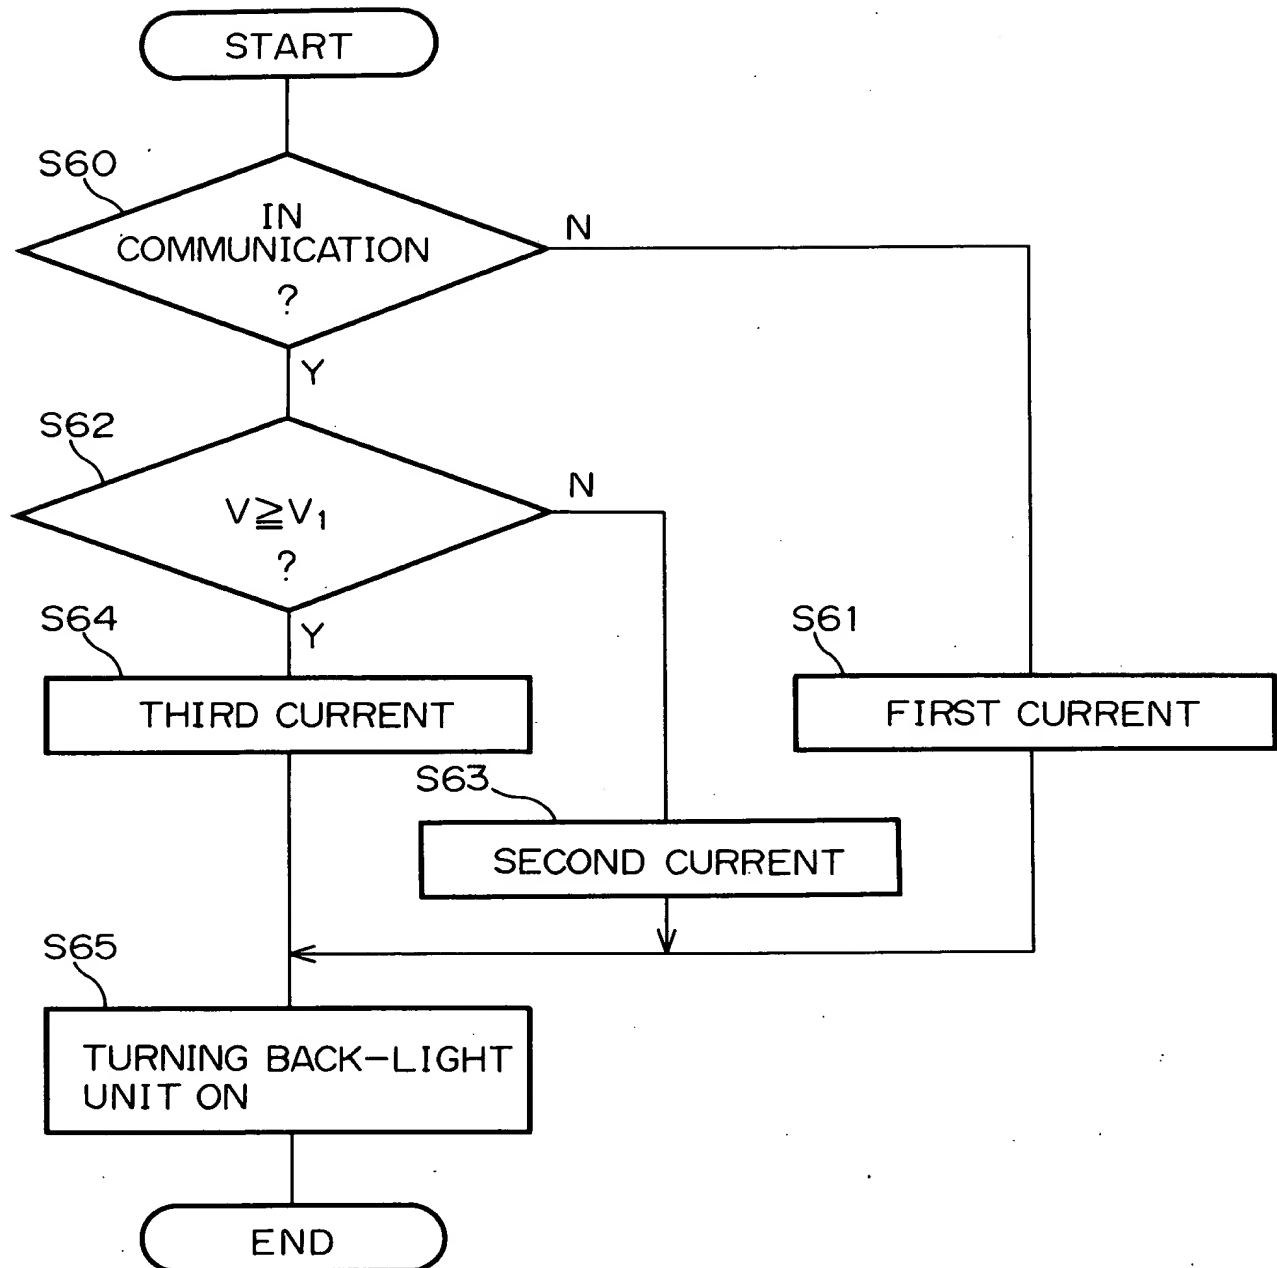 START
S60
IN
COMMUNICATION
?
N
Y
S62
V≧V₁
?
N
Y
S64
THIRD CURRENT
S61
FIRST CURRENT
S63
SECOND CURRENT
S65
TURNING BACK-LIGHT
UNIT ON
END